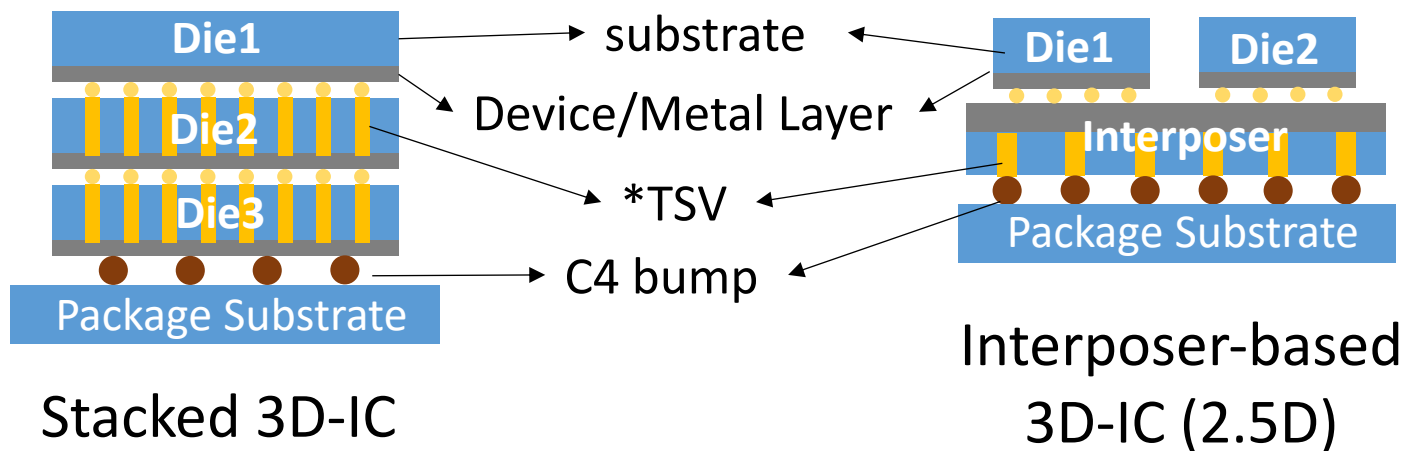 Die1
Die2
Die3
Package Substrate
Stacked 3D-IC
substrate
Device/Metal Layer
*TSV
C4 bump
Die1
Die2
Interposer
Package Substrate
Interposer-based
3D-IC (2.5D)